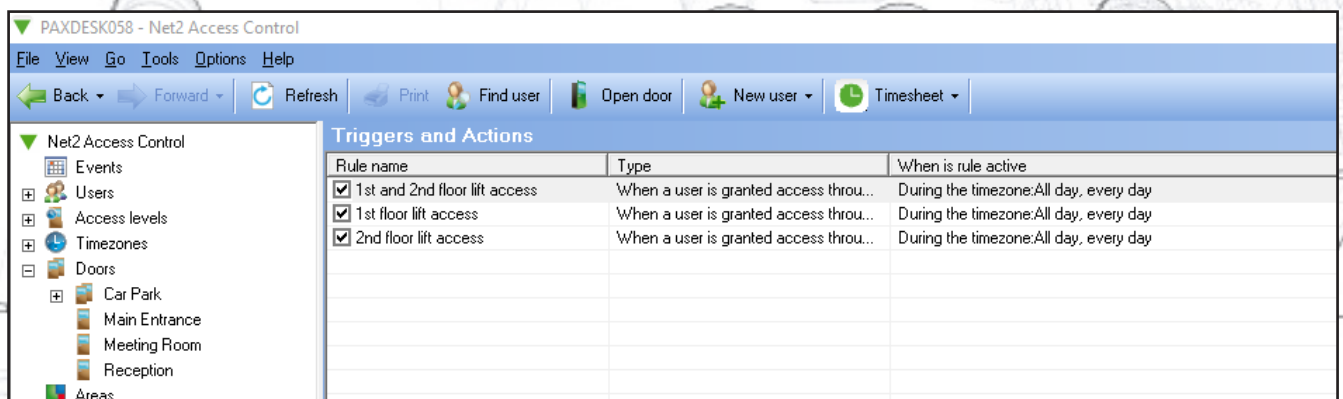 PAXDESK058 - Net2 Access Control
File View Go Tools Options Help
Back Forward Refresh Print Find user Open door New user Timesheet
Net2 Access Control
Events
Users
Access levels
Timezones
Doors
Car Park
Main Entrance
Meeting Room
Reception
Areas
Triggers and Actions
Rule name Type When is rule active
1st and 2nd floor lift access When a user is granted access throu... During the timezone:All day, every day
1st floor lift access When a user is granted access throu... During the timezone:All day, every day
2nd floor lift access When a user is granted access throu... During the timezone:All day, every day